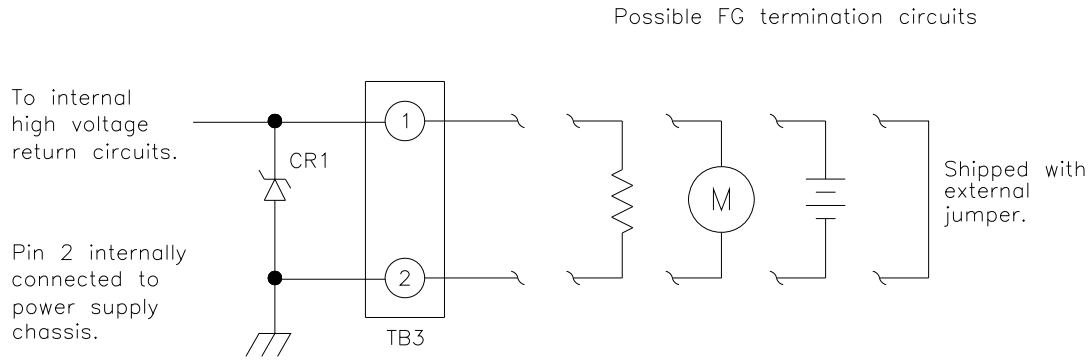 Possible FG termination circuits
To internal
high voltage
return circuits.
1
CR1
M
Shipped with
external
jumper.
Pin 2 internally
connected to
power supply
chassis.
2
TB3